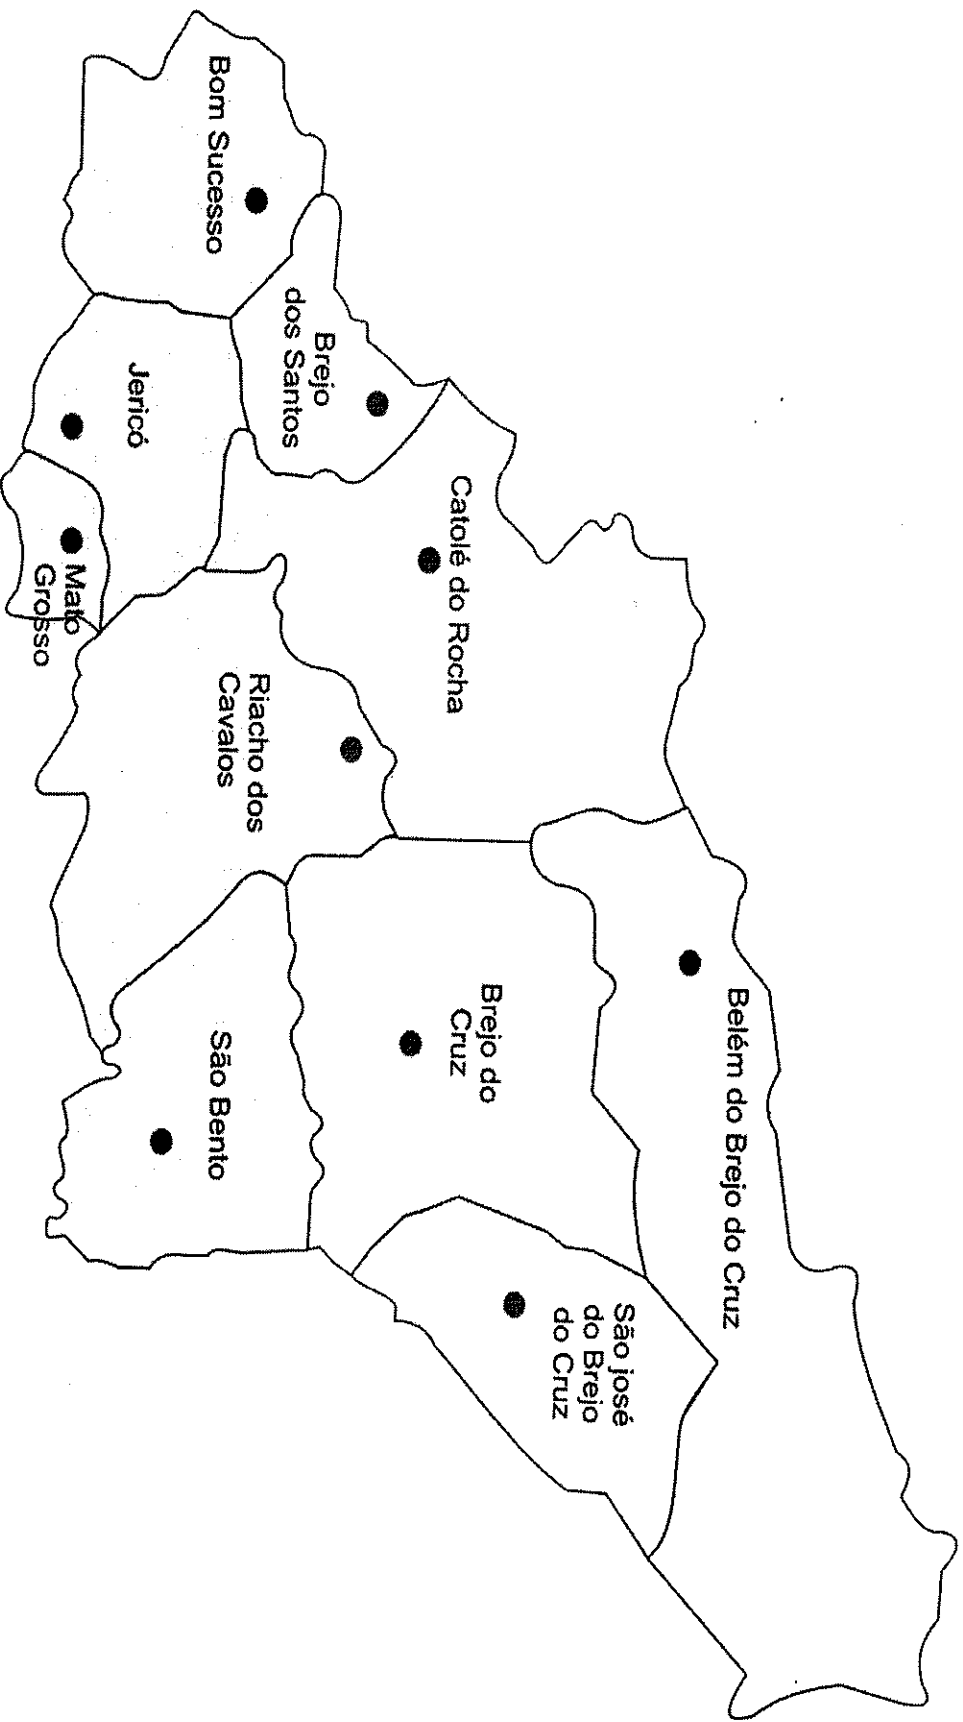 Belém do Brejo do Cruz
São josé
do Brejo
do Cruz
Catolé do Rocha
Brejo do
Cruz
Brejo
dos Santos
Riacho dos
Cavalos
Bom Sucesso
São Bento
Jericó
Mato
Grosso